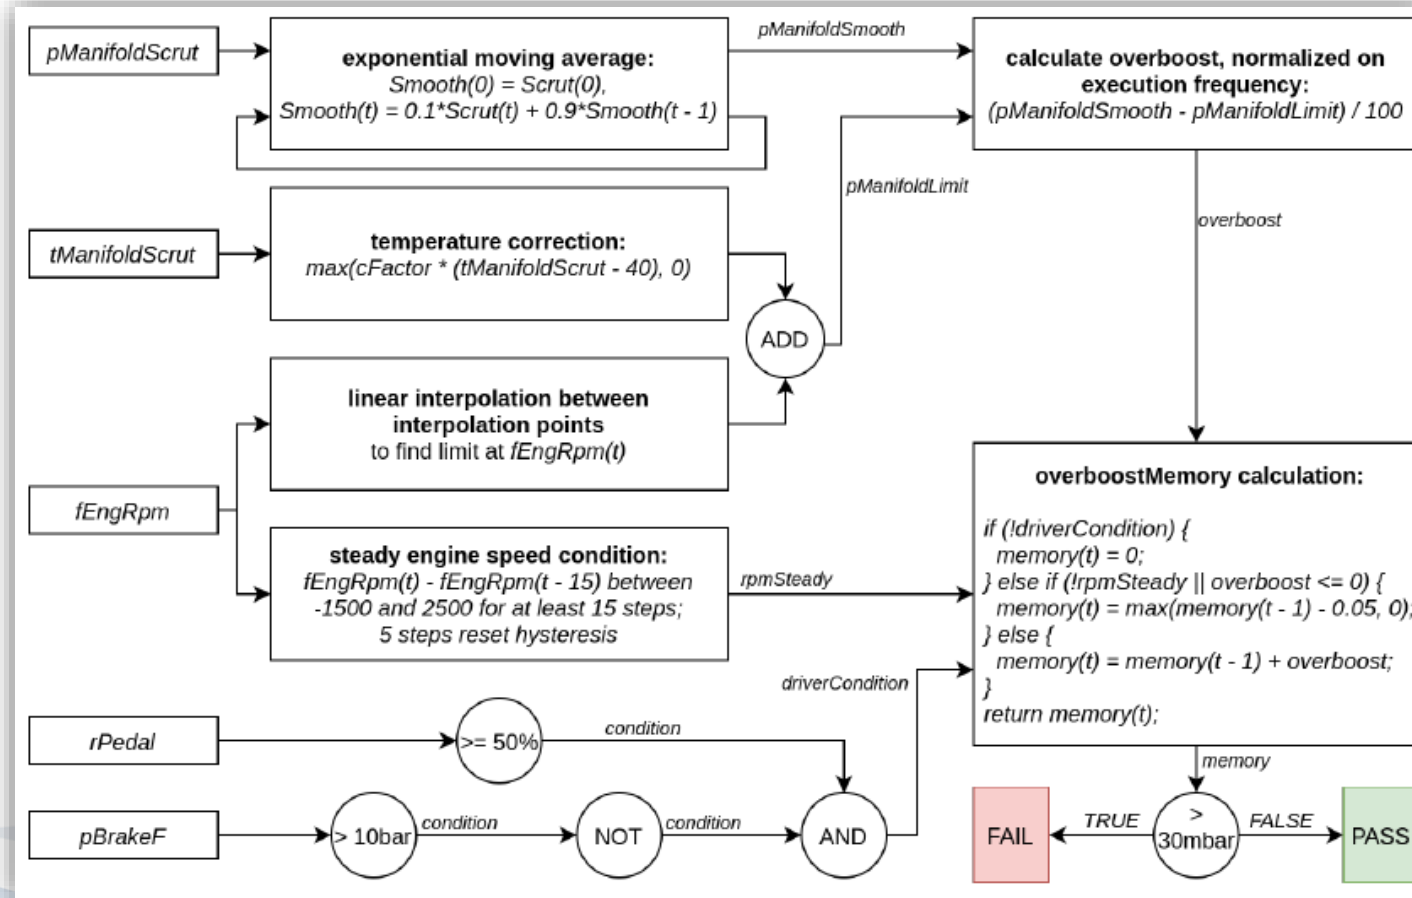 pManifoldScrut
exponential moving average:
Smooth(0) = Scrut(0),
Smooth(t) = 0.1*Scrut(t) + 0.9*Smooth(t - 1)
pManifoldSmooth
calculate overboost, normalized on
execution frequency:
(pManifoldSmooth - pManifoldLimit) / 100
pManifoldLimit
overboost
tManifoldScrut
temperature correction:
max(cFactor * (tManifoldScrut - 40), 0)
ADD
linear interpolation between
interpolation points
to find limit at fEngRpm(t)
fEngRpm
steady engine speed condition:
fEngRpm(t) - fEngRpm(t - 15) between
-1500 and 2500 for at least 15 steps;
5 steps reset hysteresis
rpmSteady
overboostMemory calculation:
if (!driverCondition) {
memory(t) = 0;
} else if (!rpmSteady || overboost <= 0) {
memory(t) = max(memory(t - 1) - 0.05, 0);
} else {
memory(t) = memory(t - 1) + overboost;
}
return memory(t);
driverCondition
rPedal
>= 50%
condition
pBrakeF
> 10bar
condition
NOT
condition
AND
memory
FAIL
TRUE
>
30mbar
FALSE
PASS